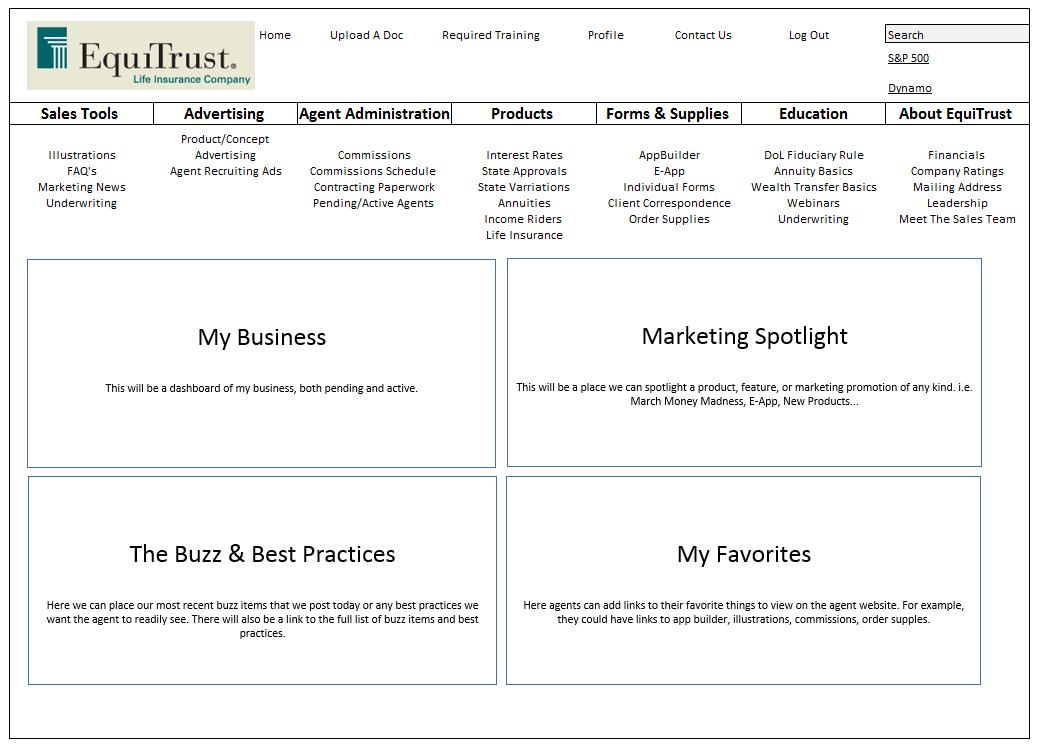 EquiTrust®
Life Insurance Company
Home Upload A Doc Required Training Profile Contact Us Log Out
Search
S&P 500
Dynamo
Sales Tools Advertising Agent Administration Products Forms & Supplies Education About EquiTrust
Illustrations
FAQ's
Marketing News
Underwriting
Product/Concept
Advertising
Agent Recruiting Ads
Commissions
Commissions Schedule
Contracting Paperwork
Pending/Active Agents
Interest Rates
State Approvals
State Varriations
Annuities
Income Riders
Life Insurance
AppBuilder
E-App
Individual Forms
Client Correspondence
Order Supplies
DoL Fiduciary Rule
Annuity Basics
Wealth Transfer Basics
Webinars
Underwriting
Financials
Company Ratings
Mailing Address
Leadership
Meet The Sales Team
My Business
This will be a dashboard of my business, both pending and active.
Marketing Spotlight
This will be a place we can spotlight a product, feature, or marketing promotion of any kind. i.e.
March Money Madness, E-App, New Products...
The Buzz & Best Practices
Here we can place our most recent buzz items that we post today or any best practices we
want the agent to readily see. There will also be a link to the full list of buzz items and best
practices.
My Favorites
Here agents can add links to their favorite things to view on the agent website. For example,
they could have links to app builder, illustrations, commissions, order supples.